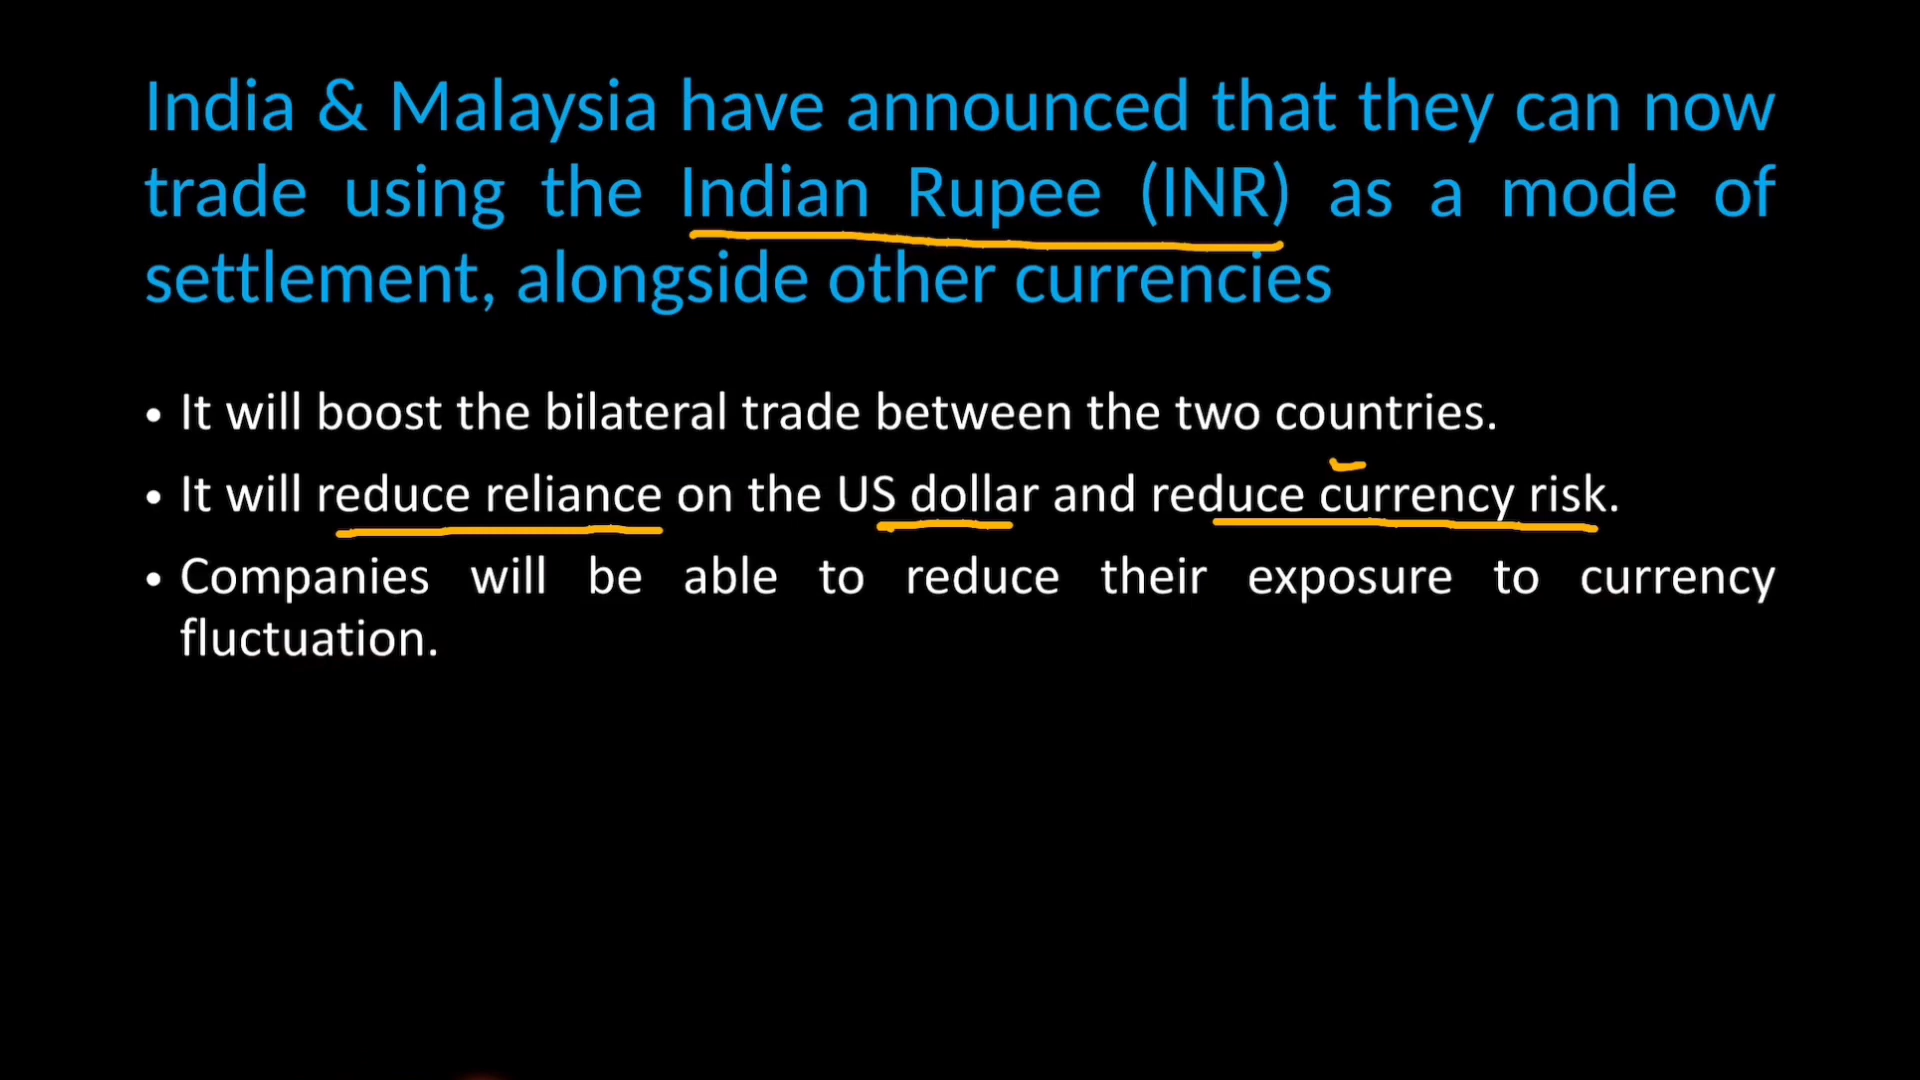 India & Malaysia have announced that they can now
trade using the Indian Rupee (INR) as a mode of
settlement, alongside other currencies
• It will boost the bilateral trade between the two countries.
• It will reduce reliance on the US dollar and reduce currency risk.
• Companies will be able to reduce their exposure to currency
fluctuation.